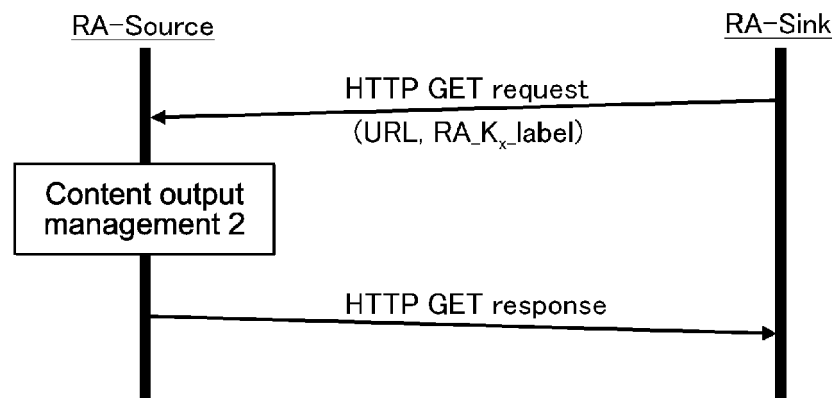 RA-Source
RA-Sink
HTTP GET request
(URL, RA_Kx_label)
Content output
management 2
HTTP GET response